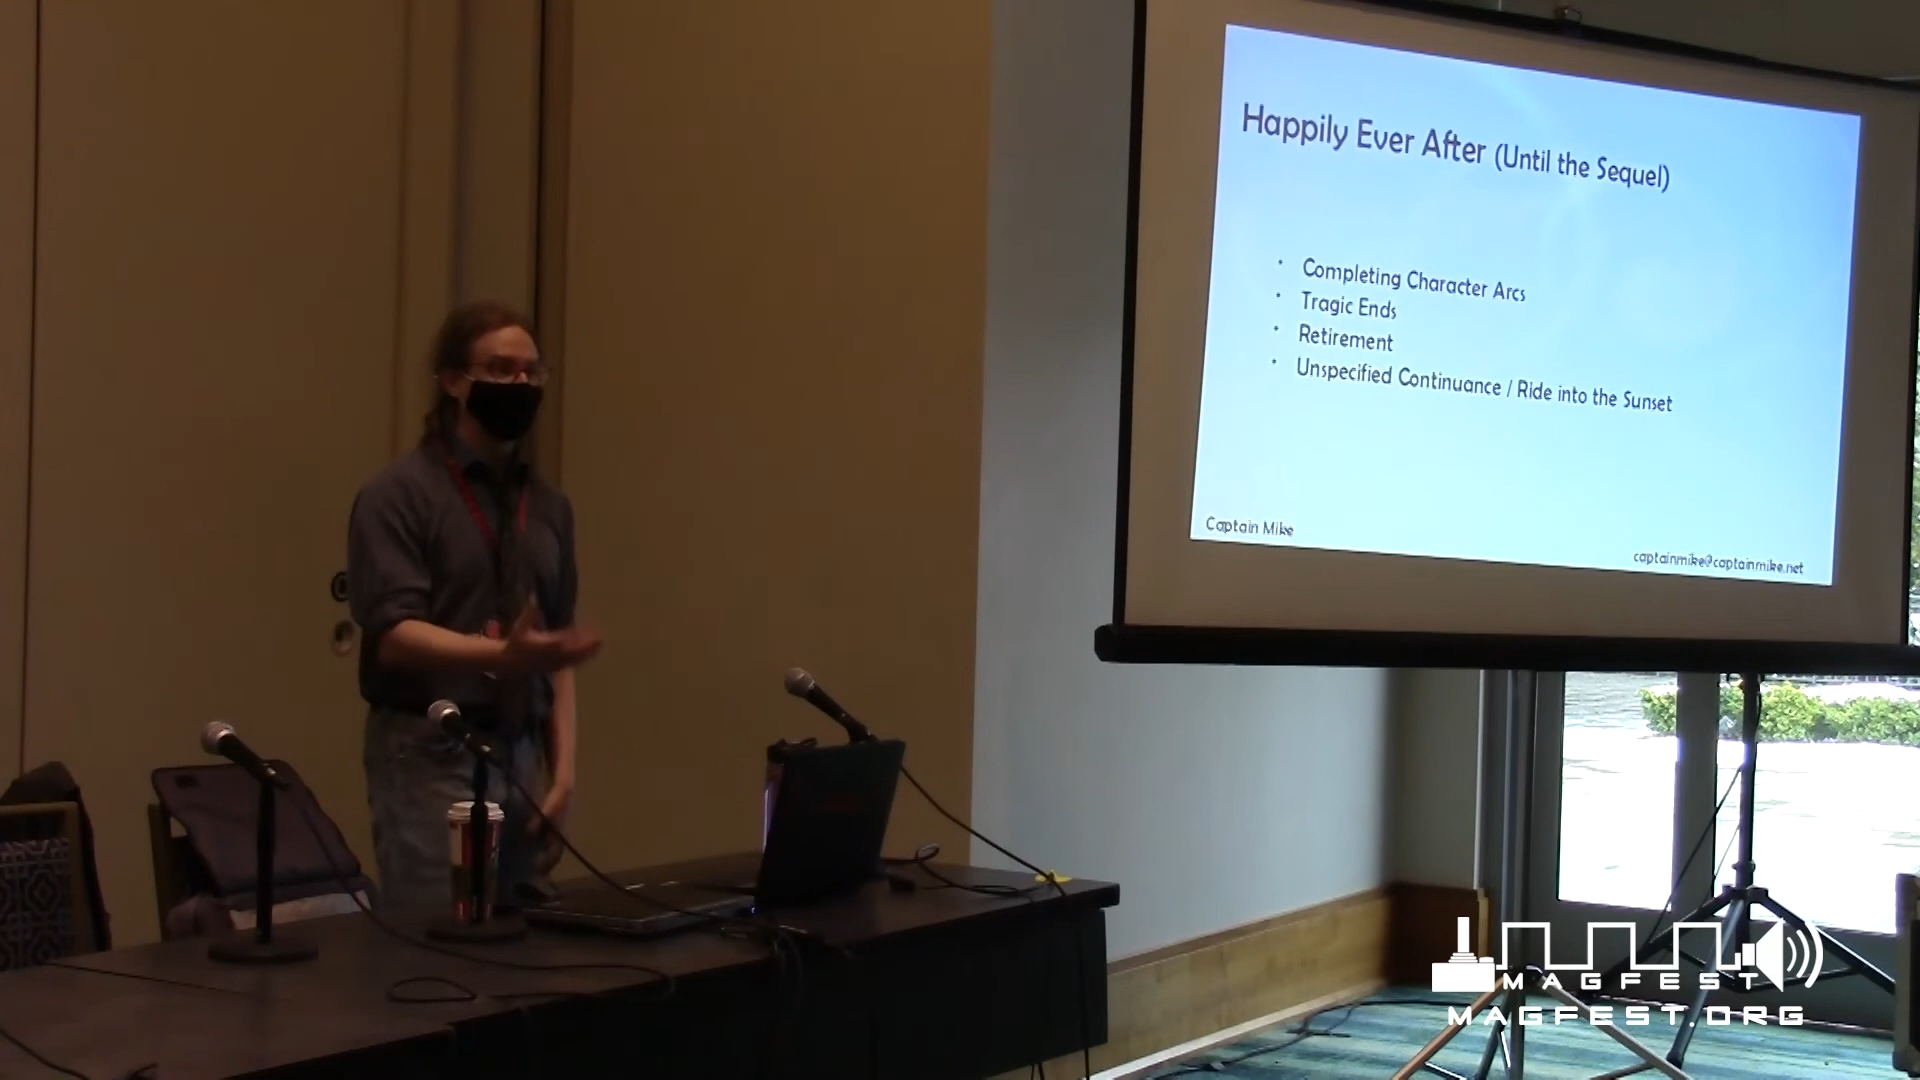 Happily Ever After (Until the Sequel)
• Completing Character Arcs
• Tragic Ends
• Retirement
• Unspecified Continuance / Ride into the Sunset
Captain Mike
captainmike@captainmike.net
MAGFEST
MAGFEST.ORG